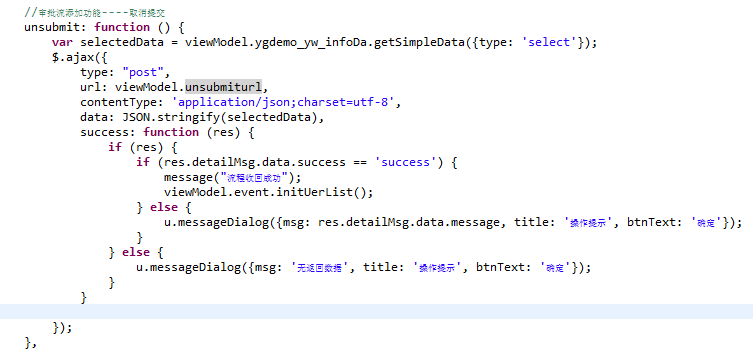 //审批流添加功能----取消提交
unsubmit: function () {
    var selectedData = viewModel.ygdemo_yw_infoDa.getSimpleData({type: 'select'});
    $.ajax({
        type: "post",
        url: viewModel.unsubmiturl,
        contentType: 'application/json;charset=utf-8',
        data: JSON.stringify(selectedData),
        success: function (res) {
            if (res) {
                if (res.detailMsg.data.success == 'success') {
                    message("流程收回成功");
                    viewModel.event.initUerList();
                } else {
                    u.messageDialog({msg: res.detailMsg.data.message, title: '操作提示', btnText: '确定'});
                }
            } else {
                u.messageDialog({msg: '无返回数据', title: '操作提示', btnText: '确定'});
            }
        }
    });
},